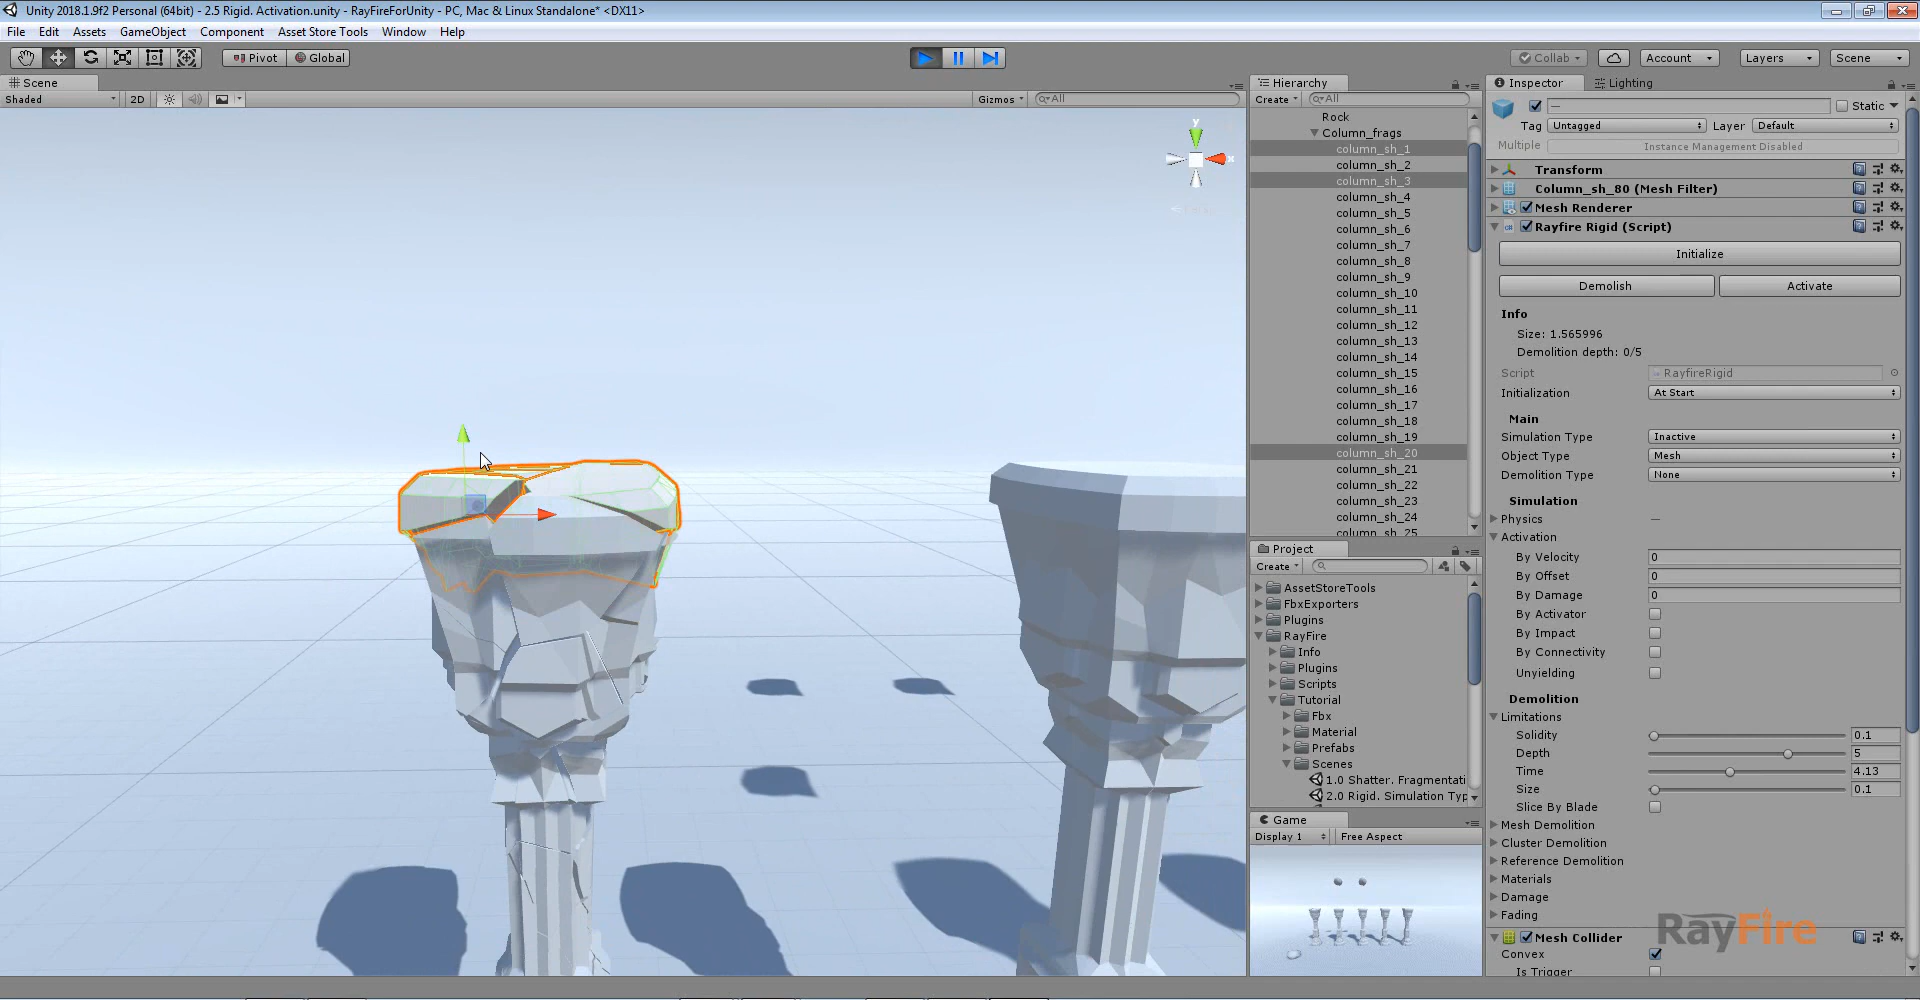 Unity 2018.1.9f2 Personal (64bit) - 2.5 Rigid. Activation.unity - RayFireForUnity - PC, Mac & Linux Standalone* <DX11>
File Edit Assets GameObject Component Asset Store Tools Window Help
Pivot Global Collab Account Layers Scene
Scene
Shaded 2D Gizmos All
y
x
Hierarchy
Create All
Rock
Column_frags
column_sh_1
column_sh_2
column_sh_3
column_sh_4
column_sh_5
column_sh_6
column_sh_7
column_sh_8
column_sh_9
column_sh_10
column_sh_11
column_sh_12
column_sh_13
column_sh_14
column_sh_15
column_sh_16
column_sh_17
column_sh_18
column_sh_19
column_sh_20
column_sh_21
column_sh_22
column_sh_23
column_sh_24
column_sh_25
Project
Create
AssetStoreTools
FbxExporters
Plugins
RayFire
Info
Plugins
Scripts
Tutorial
Fbx
Material
Prefabs
Scenes
1.0 Shatter. Fragmentati
2.0 Rigid. Simulation Typ
Game
Display 1 Free Aspect
Inspector Lighting
— Static
Tag Untagged Layer Default
Multiple Instance Management Disabled
Transform
Column_sh_80 (Mesh Filter)
Mesh Renderer
Rayfire Rigid (Script)
Initialize
Demolish Activate
Info
Size: 1.565996
Demolition depth: 0/5
Script RayfireRigid
Initialization At Start
Main
Simulation Type Inactive
Object Type Mesh
Demolition Type None
Simulation
Physics —
Activation
By Velocity 0
By Offset 0
By Damage 0
By Activator
By Impact
By Connectivity
Unyielding
Demolition
Limitations
Solidity 0.1
Depth 5
Time 4.13
Size 0.1
Slice By Blade
Mesh Demolition
Cluster Demolition
Reference Demolition
Materials
Damage
Fading
RayFire
Mesh Collider
Convex
Is Trigger